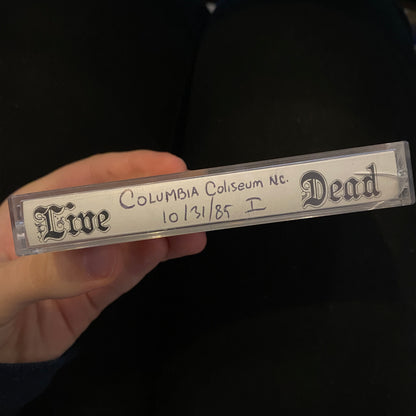 Live
COLUMBIA Coliseum Nc.
10/31/85 I
Dead